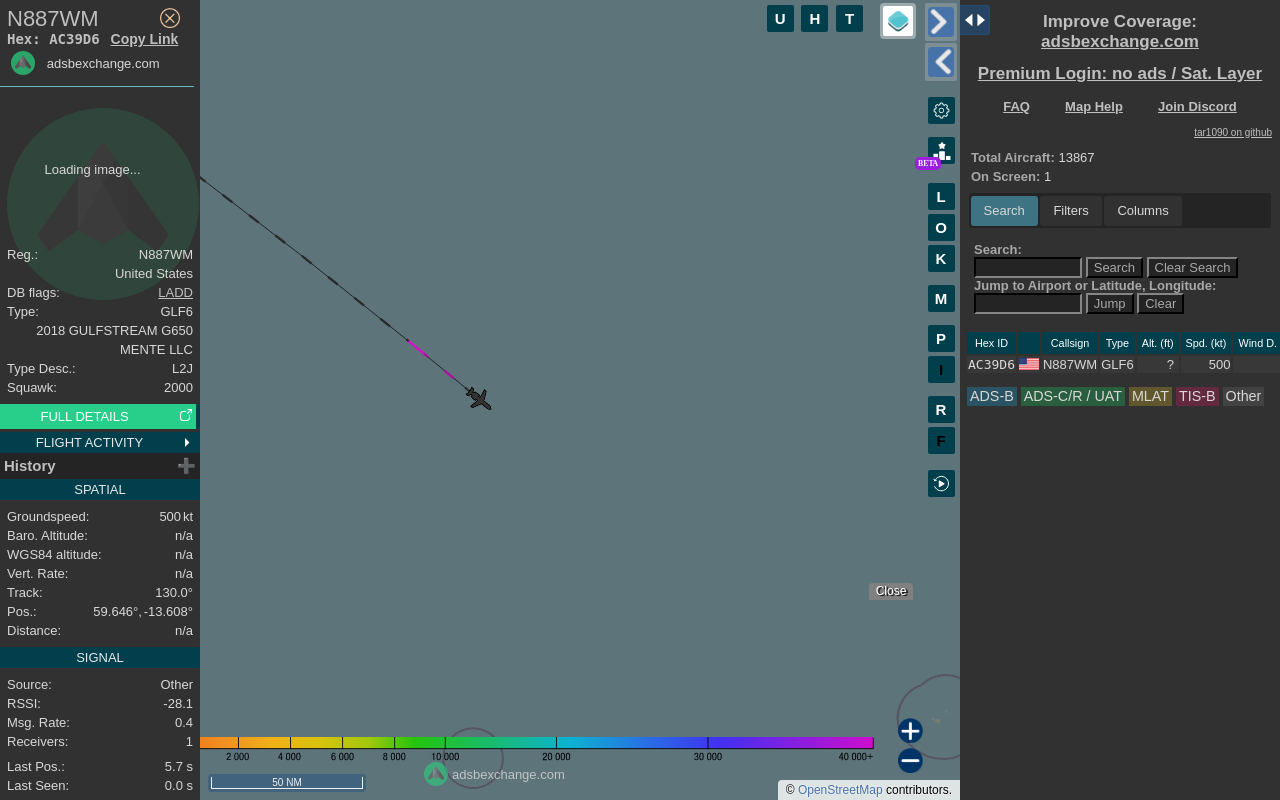 N887WM
Hex: AC39D6 Copy Link
adsbexchange.com
Loading image...
Reg.: N887WM
United States
DB flags: LADD
Type: GLF6
2018 GULFSTREAM G650
MENTE LLC
Type Desc.: L2J
Squawk: 2000
FULL DETAILS
FLIGHT ACTIVITY
History
SPATIAL
Groundspeed: 500 kt
Baro. Altitude: n/a
WGS84 altitude: n/a
Vert. Rate: n/a
Track: 130.0°
Pos.: 59.646°, -13.608°
Distance: n/a
SIGNAL
Source: Other
RSSI: -28.1
Msg. Rate: 0.4
Receivers: 1
Last Pos.: 5.7 s
Last Seen: 0.0 s
U H T
BETA
L
O
K
M
P
I
R
F
Close
2 000 4 000 6 000 8 000 10 000 20 000 30 000 40 000+
adsbexchange.com
50 NM
© OpenStreetMap contributors.
Improve Coverage:
adsbexchange.com
Premium Login: no ads / Sat. Layer
FAQ Map Help Join Discord
tar1090 on github
Total Aircraft: 13867
On Screen: 1
Search Filters Columns
Search:
Search Clear Search
Jump to Airport or Latitude, Longitude:
Jump Clear
Hex ID Callsign Type Alt. (ft) Spd. (kt) Wind D.
AC39D6 N887WM GLF6 ? 500
ADS-B ADS-C/R / UAT MLAT TIS-B Other